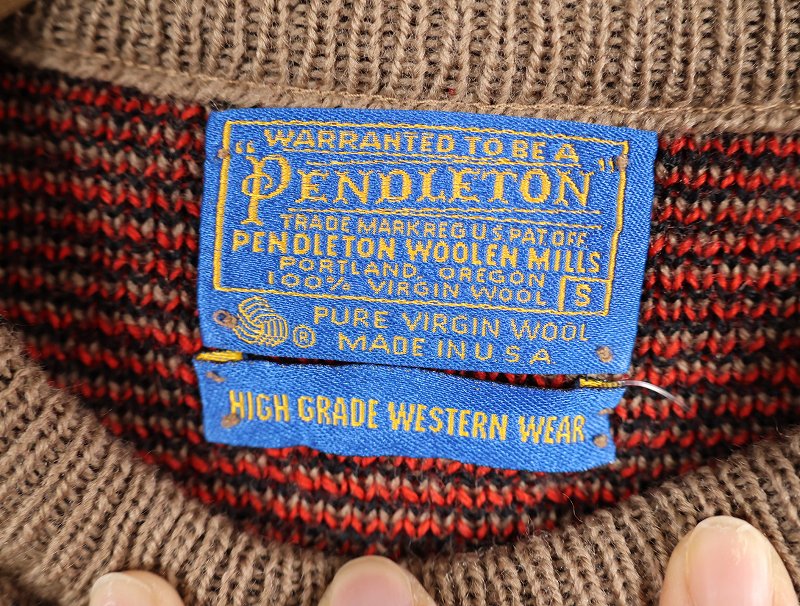 WARRANTED TO BE A
"PENDLETON"
TRADE MARK REG U.S. PAT. OFF.
PENDLETON WOOLEN MILLS
PORTLAND, OREGON
100% VIRGIN WOOL S
® PURE VIRGIN WOOL
MADE IN U S A
HIGH GRADE WESTERN WEAR